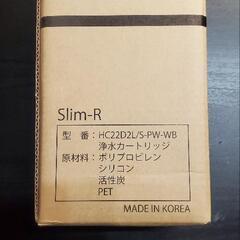 Slim-R
型 番： HC22D2L/S-PW-WB
浄水カートリッジ
原材料： ポリプロピレン
シリコン
活性炭
PET
MADE IN KOREA